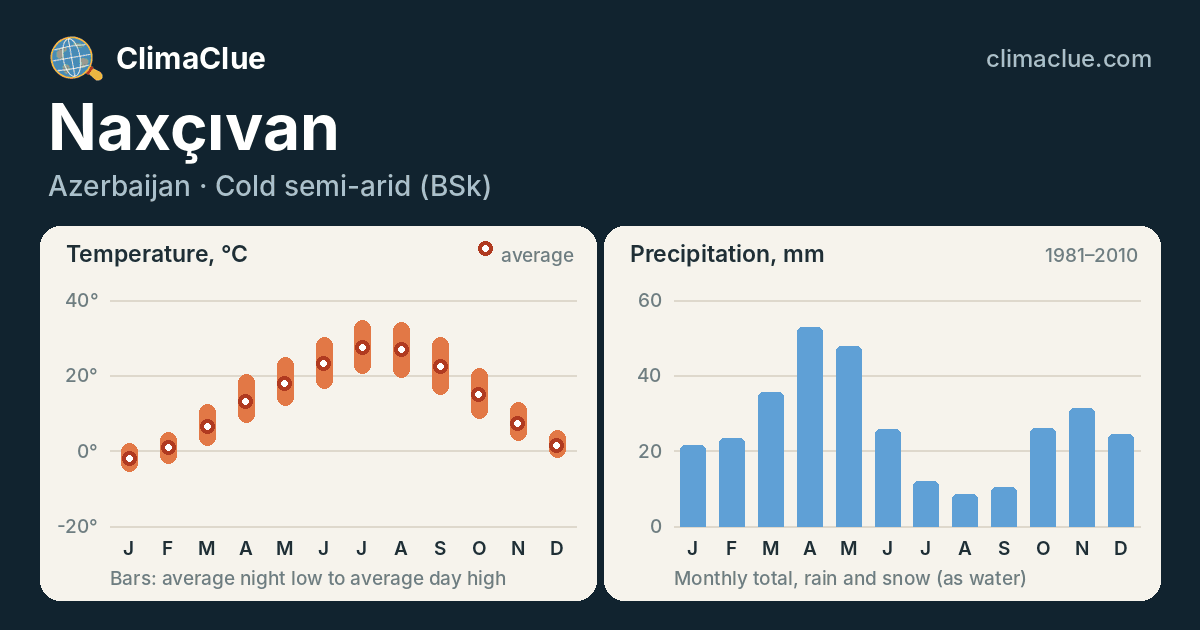 ClimaClue
climaclue.com
Naxçıvan
Azerbaijan · Cold semi-arid (BSk)
Temperature, °C
average
40°
20°
0°
-20°
J F M A M J J A S O N D
Bars: average night low to average day high
Precipitation, mm
1981–2010
60
40
20
0
J F M A M J J A S O N D
Monthly total, rain and snow (as water)